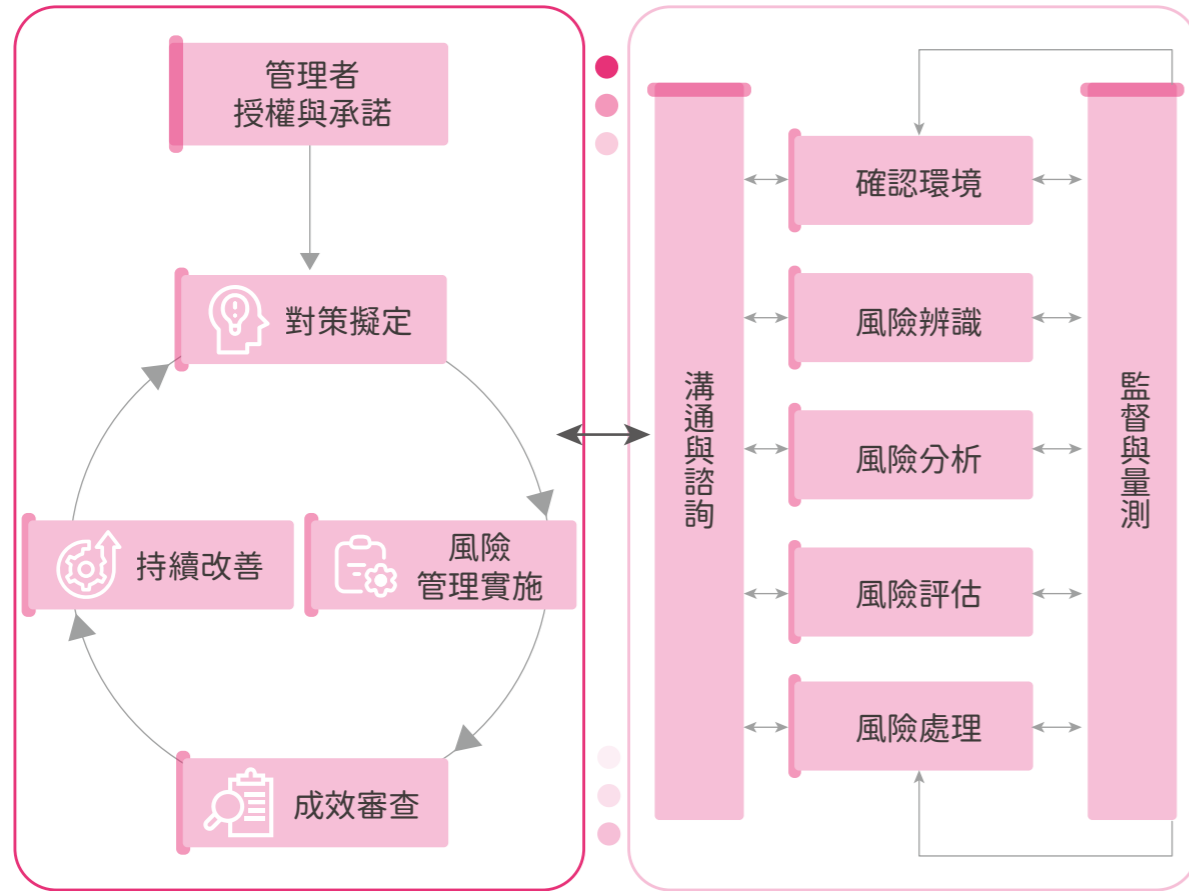 管理者
授權與承諾
對策擬定
持續改善
風險
管理實施
成效審查
溝通與諮詢
確認環境
風險辨識
風險分析
風險評估
風險處理
監督與量測